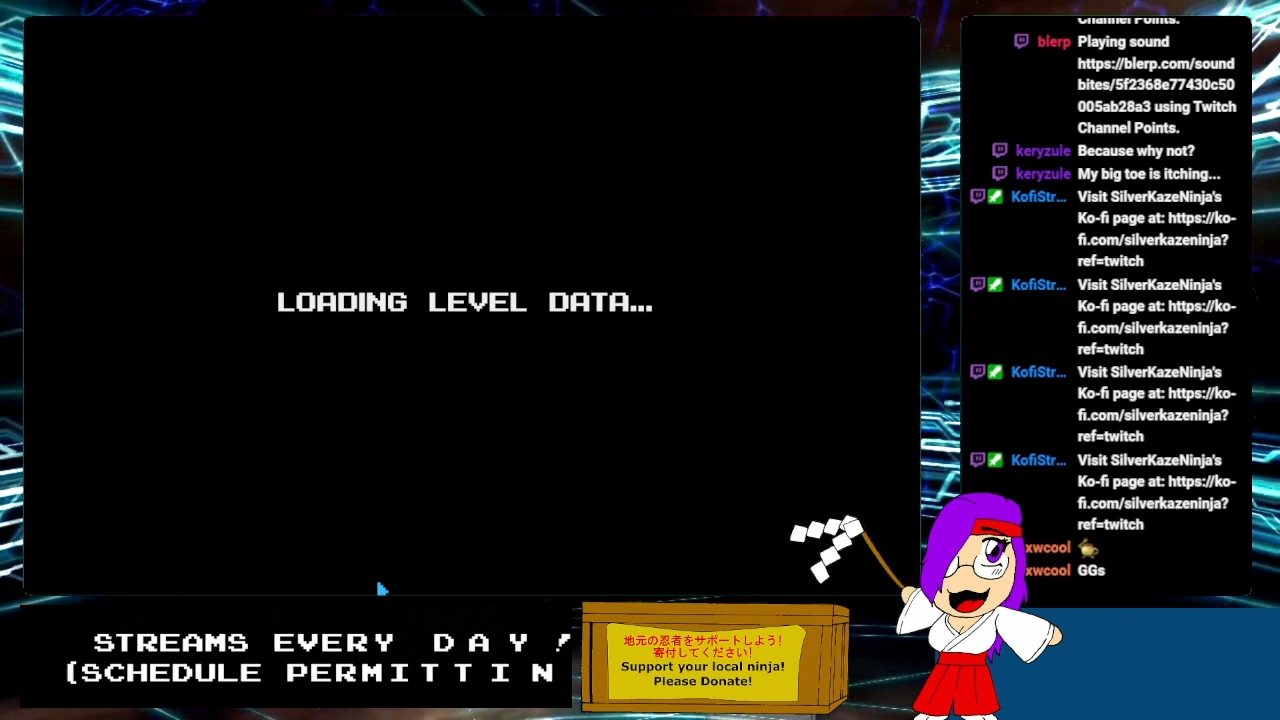 LOADING LEVEL DATA...
Channel Points.
blerp Playing sound
https://blerp.com/sound
bites/5f2368e77430c50
005ab28a3 using Twitch
Channel Points.
keryzule Because why not?
keryzule My big toe is itching...
KofiStr... Visit SilverKazeNinja's
Ko-fi page at: https://ko-
fi.com/silverkazeninja?
ref=twitch
KofiStr... Visit SilverKazeNinja's
Ko-fi page at: https://ko-
fi.com/silverkazeninja?
ref=twitch
KofiStr... Visit SilverKazeNinja's
Ko-fi page at: https://ko-
fi.com/silverkazeninja?
ref=twitch
KofiStr... Visit SilverKazeNinja's
Ko-fi page at: https://ko-
fi.com/silverkazeninja?
ref=twitch
xwcool
xwcool GGs
STREAMS EVERY DAY!
(SCHEDULE PERMITTIN
地元の忍者をサポートしよう!
寄付してください!
Support your local ninja!
Please Donate!